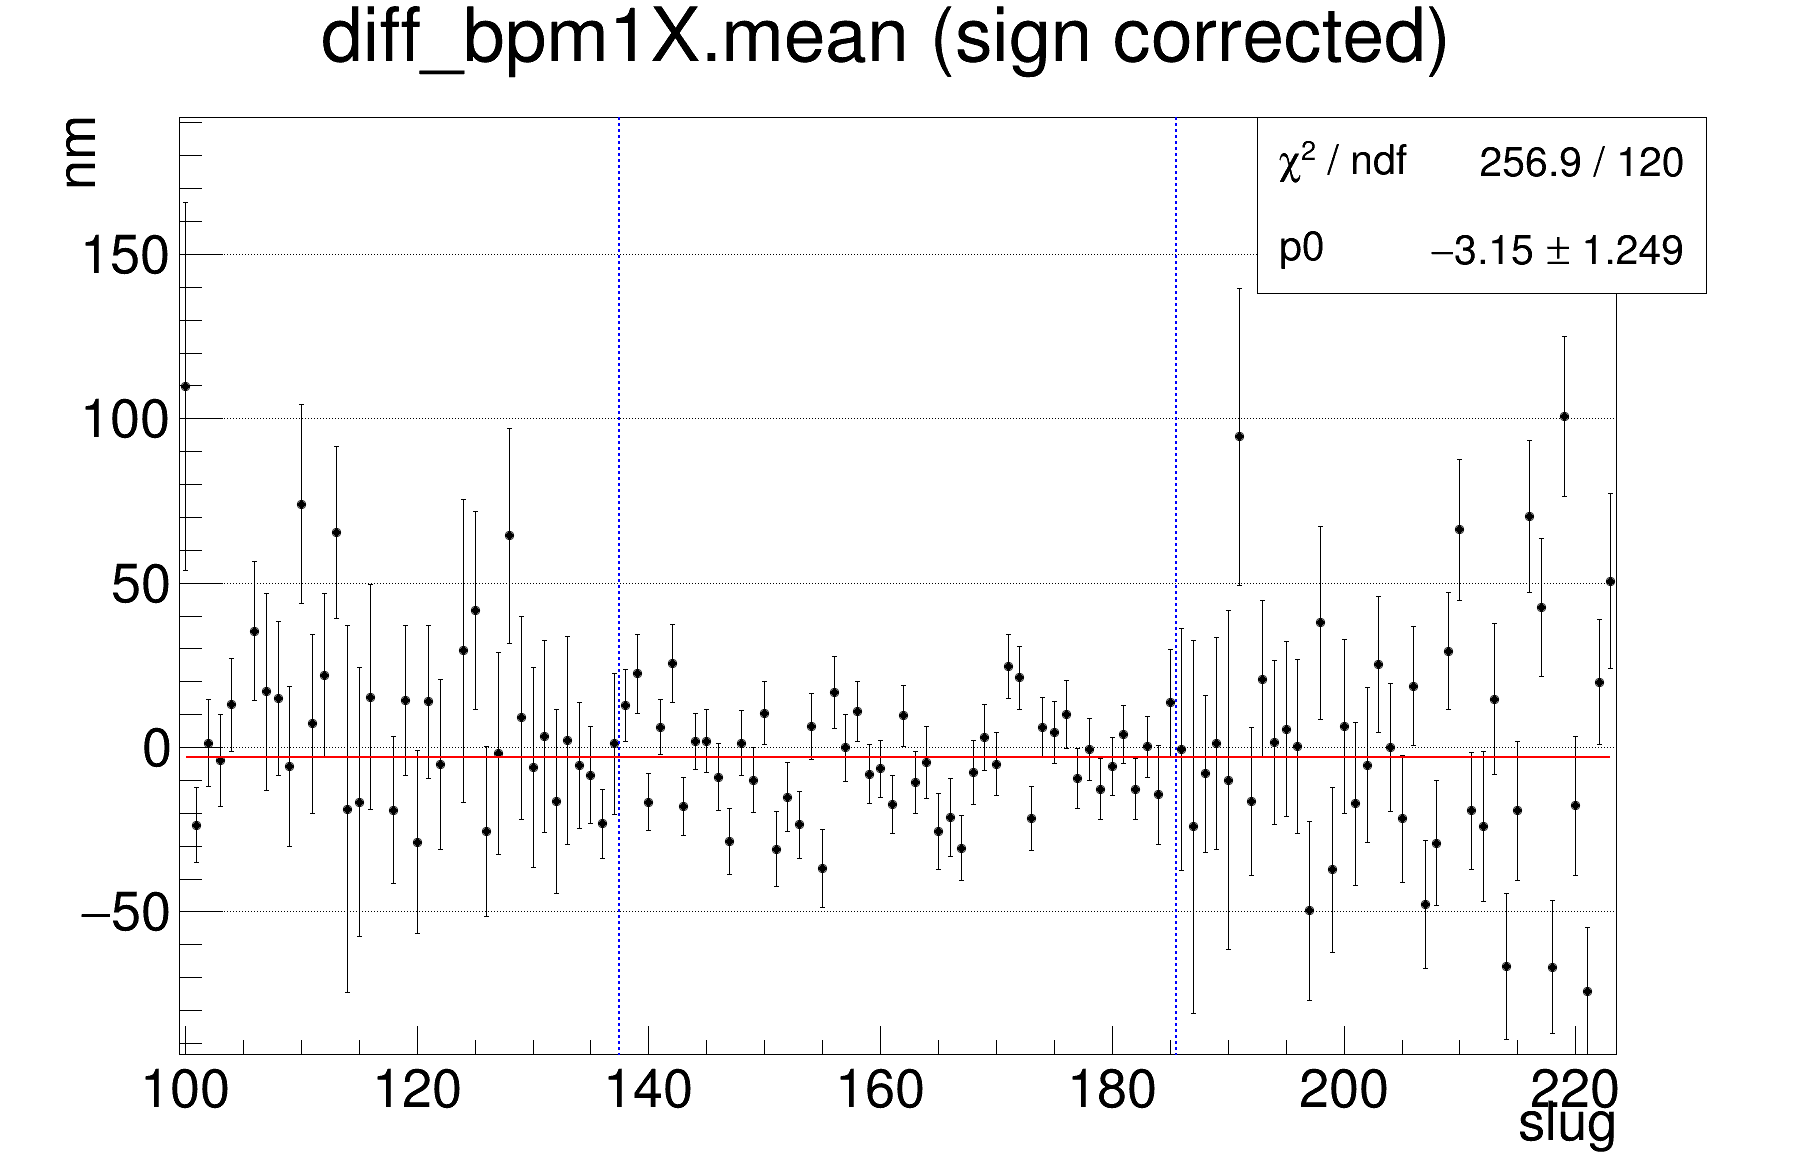 diff_bpm1X.mean (sign corrected)
nm
χ² / ndf 256.9 / 120
p0 −3.15 ± 1.249
150
100
50
0
−50
100 120 140 160 180 200 220
slug